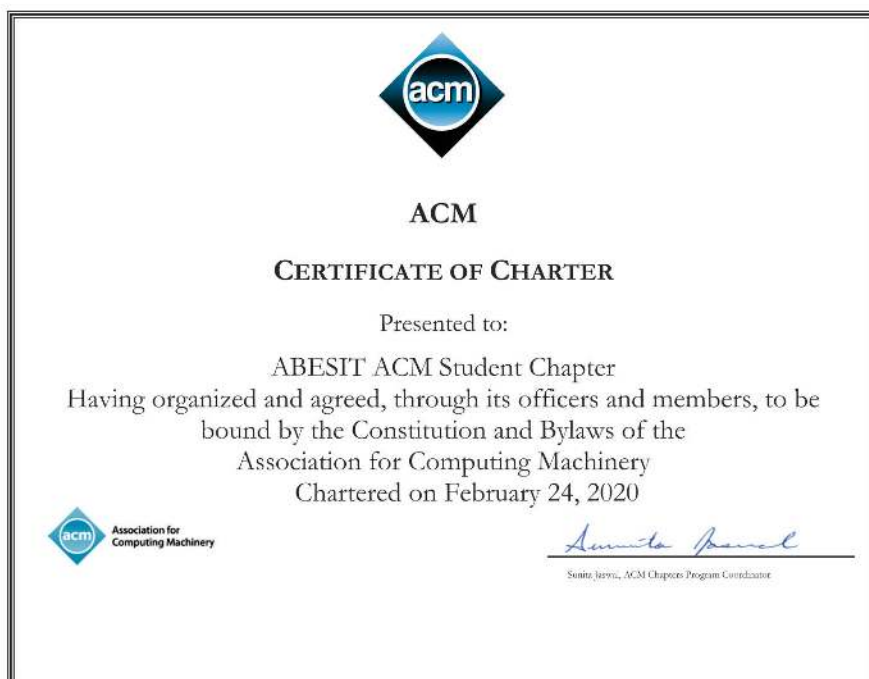 acm
ACM
CERTIFICATE OF CHARTER
Presented to:
ABESIT ACM Student Chapter
Having organized and agreed, through its officers and members, to be
bound by the Constitution and Bylaws of the
Association for Computing Machinery
Chartered on February 24, 2020
acm
Association for
Computing Machinery
Sunita Jaswal, ACM Chapters Program Coordinator